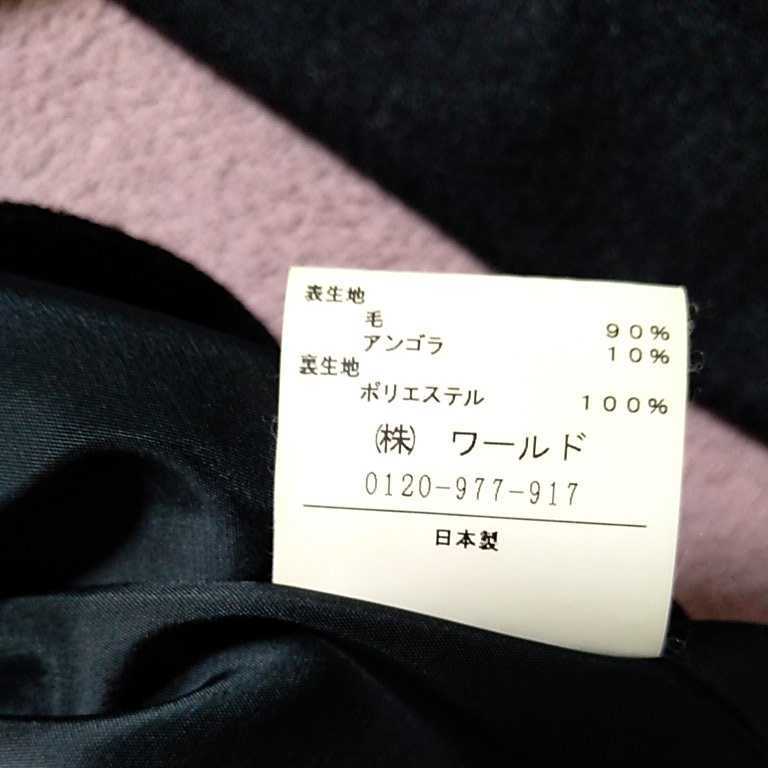 表生地
毛 90%
アンゴラ 10%
裏生地
ポリエステル 100%
㈱ ワールド
0120-977-917
日本製